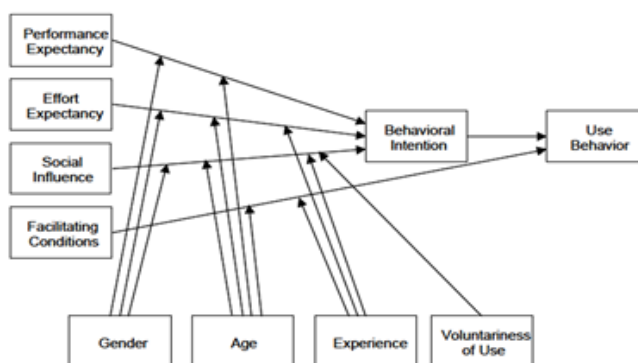 Performance
Expectancy
Effort
Expectancy
Social
Influence
Facilitating
Conditions
Behavioral
Intention
Use
Behavior
Gender
Age
Experience
Voluntariness
of Use